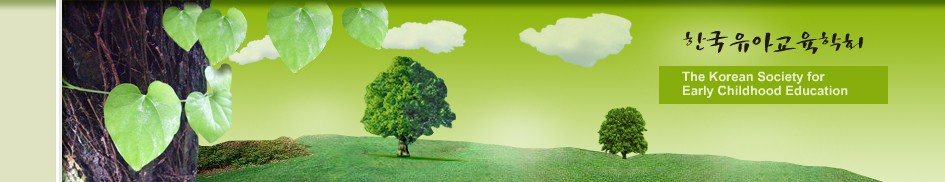 한국유아교육학회
The Korean Society for
Early Childhood Education